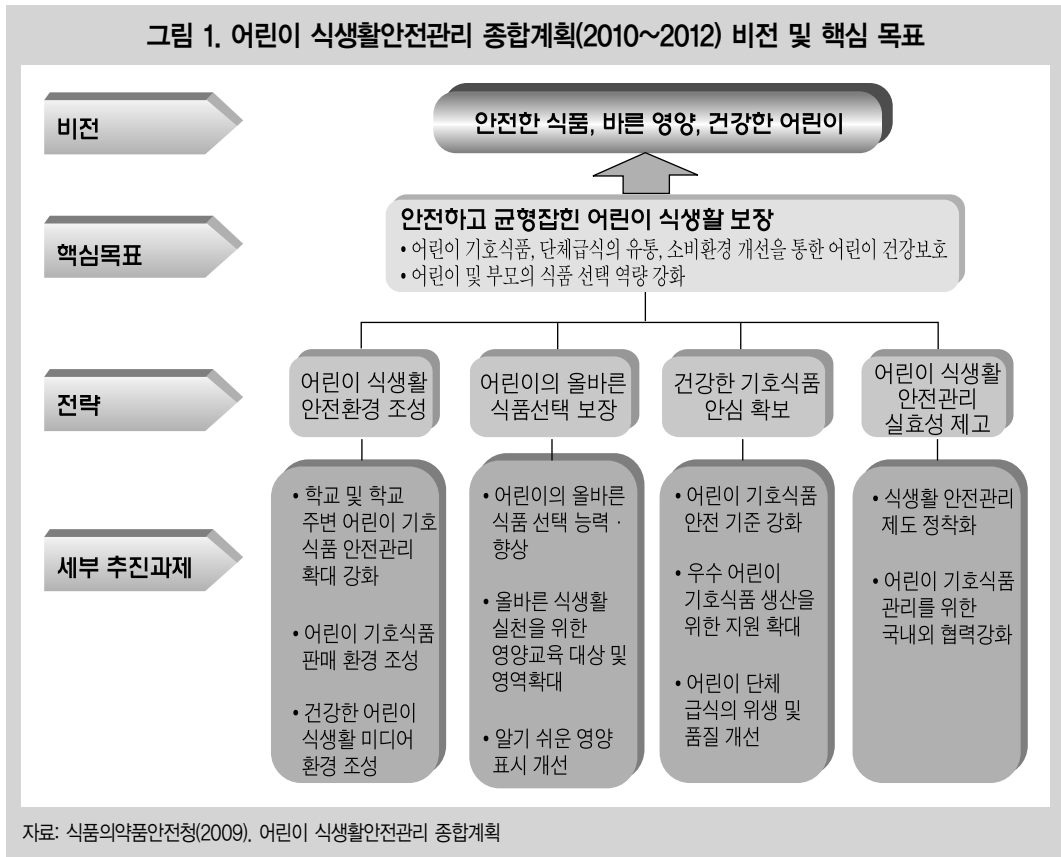 그림 1. 어린이 식생활안전관리 종합계획(2010~2012) 비전 및 핵심 목표
비전
안전한 식품, 바른 영양, 건강한 어린이
핵심목표
안전하고 균형잡힌 어린이 식생활 보장
• 어린이 기호식품, 단체급식의 유통, 소비환경 개선을 통한 어린이 건강보호
• 어린이 및 부모의 식품 선택 역량 강화
전략
어린이 식생활
안전환경 조성
어린이의 올바른
식품선택 보장
건강한 기호식품
안심 확보
어린이 식생활
안전관리
실효성 제고
세부 추진과제
• 학교 및 학교
주변 어린이 기호
식품 안전관리
확대 강화
• 어린이 기호식품
판매 환경 조성
• 건강한 어린이
식생활 미디어
환경 조성
• 어린이의 올바른
식품 선택 능력 ·
향상
• 올바른 식생활
실천을 위한
영양교육 대상 및
영역확대
• 알기 쉬운 영양
표시 개선
• 어린이 기호식품
안전 기준 강화
• 우수 어린이
기호식품 생산을
위한 지원 확대
• 어린이 단체
급식의 위생 및
품질 개선
• 식생활 안전관리
제도 정착화
• 어린이 기호식품
관리를 위한
국내외 협력강화
자료: 식품의약품안전청(2009). 어린이 식생활안전관리 종합계획